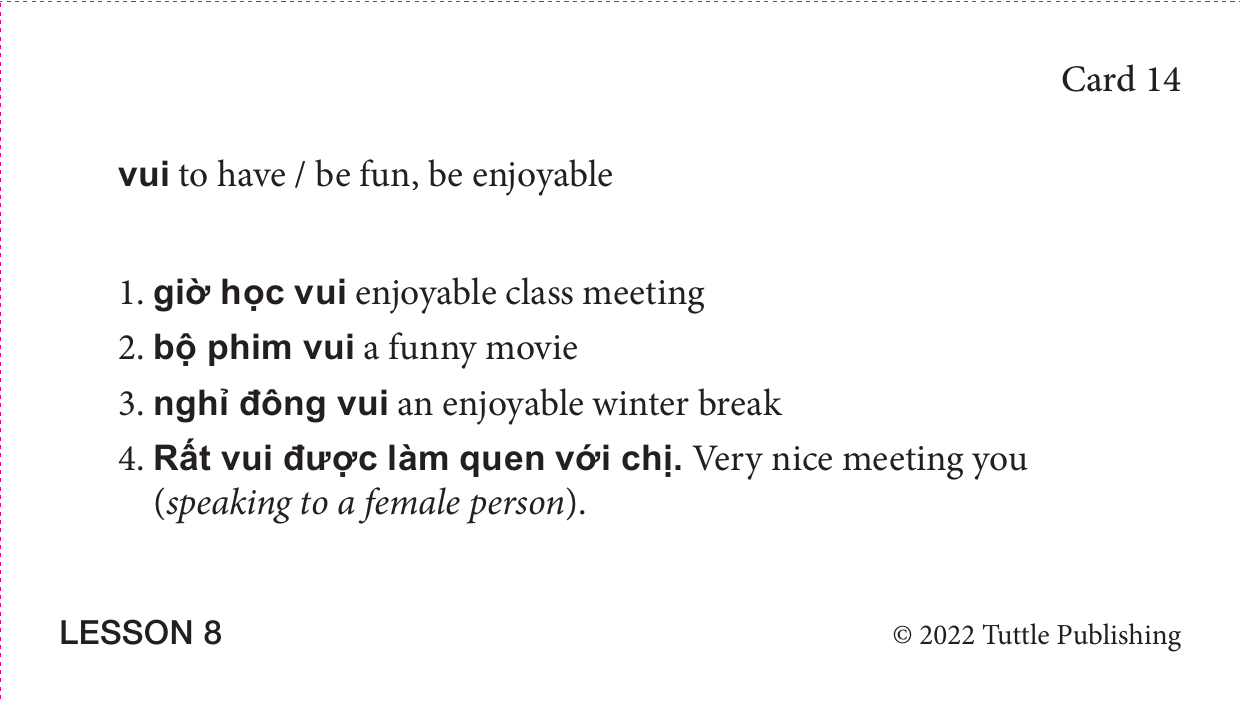 Card 14
vui to have / be fun, be enjoyable
1. giờ học vui enjoyable class meeting
2. bộ phim vui a funny movie
3. nghỉ đông vui an enjoyable winter break
4. Rất vui được làm quen với chị. Very nice meeting you
(speaking to a female person).
LESSON 8
© 2022 Tuttle Publishing